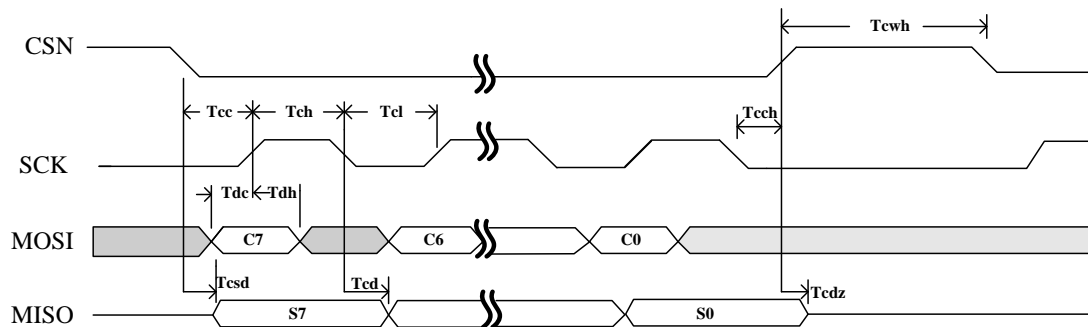 Tcwh
CSN
Tcc Tch Tcl Tcch
SCK
Tdc Tdh
MOSI C7 C6 C0
Tcsd Tcd Tcdz
MISO S7 S0